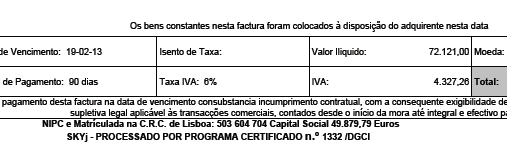 Os bens constantes nesta factura foram colocados à disposição do adquirente nesta data
de Vencimento: 19-02-13 Isento de Taxa: Valor Iliquido: 72.121,00 Moeda:
de Pagamento: 90 dias Taxa IVA: 6% IVA: 4.327,26 Total:
pagamento desta factura na data de vencimento consubstancia incumprimento contratual, com a consequente exigibilidade de
supletiva legal aplicável às transacções comerciais, contados desde o início da mora até integral e efectivo
NIPC e Matrículada na C.R.C. de Lisboa: 503 604 704 Capital Social 49.879,79 Euros
SKYj - PROCESSADO POR PROGRAMA CERTIFICADO n.º 1332 /DGCI